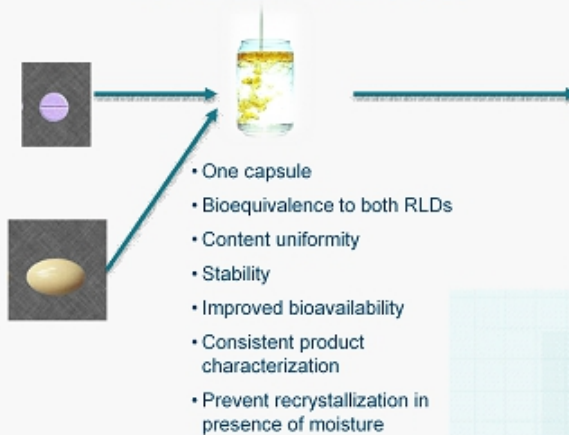 • One capsule
• Bioequivalence to both RLDs
• Content uniformity
• Stability
• Improved bioavailability
• Consistent product
characterization
• Prevent recrystallization in
presence of moisture